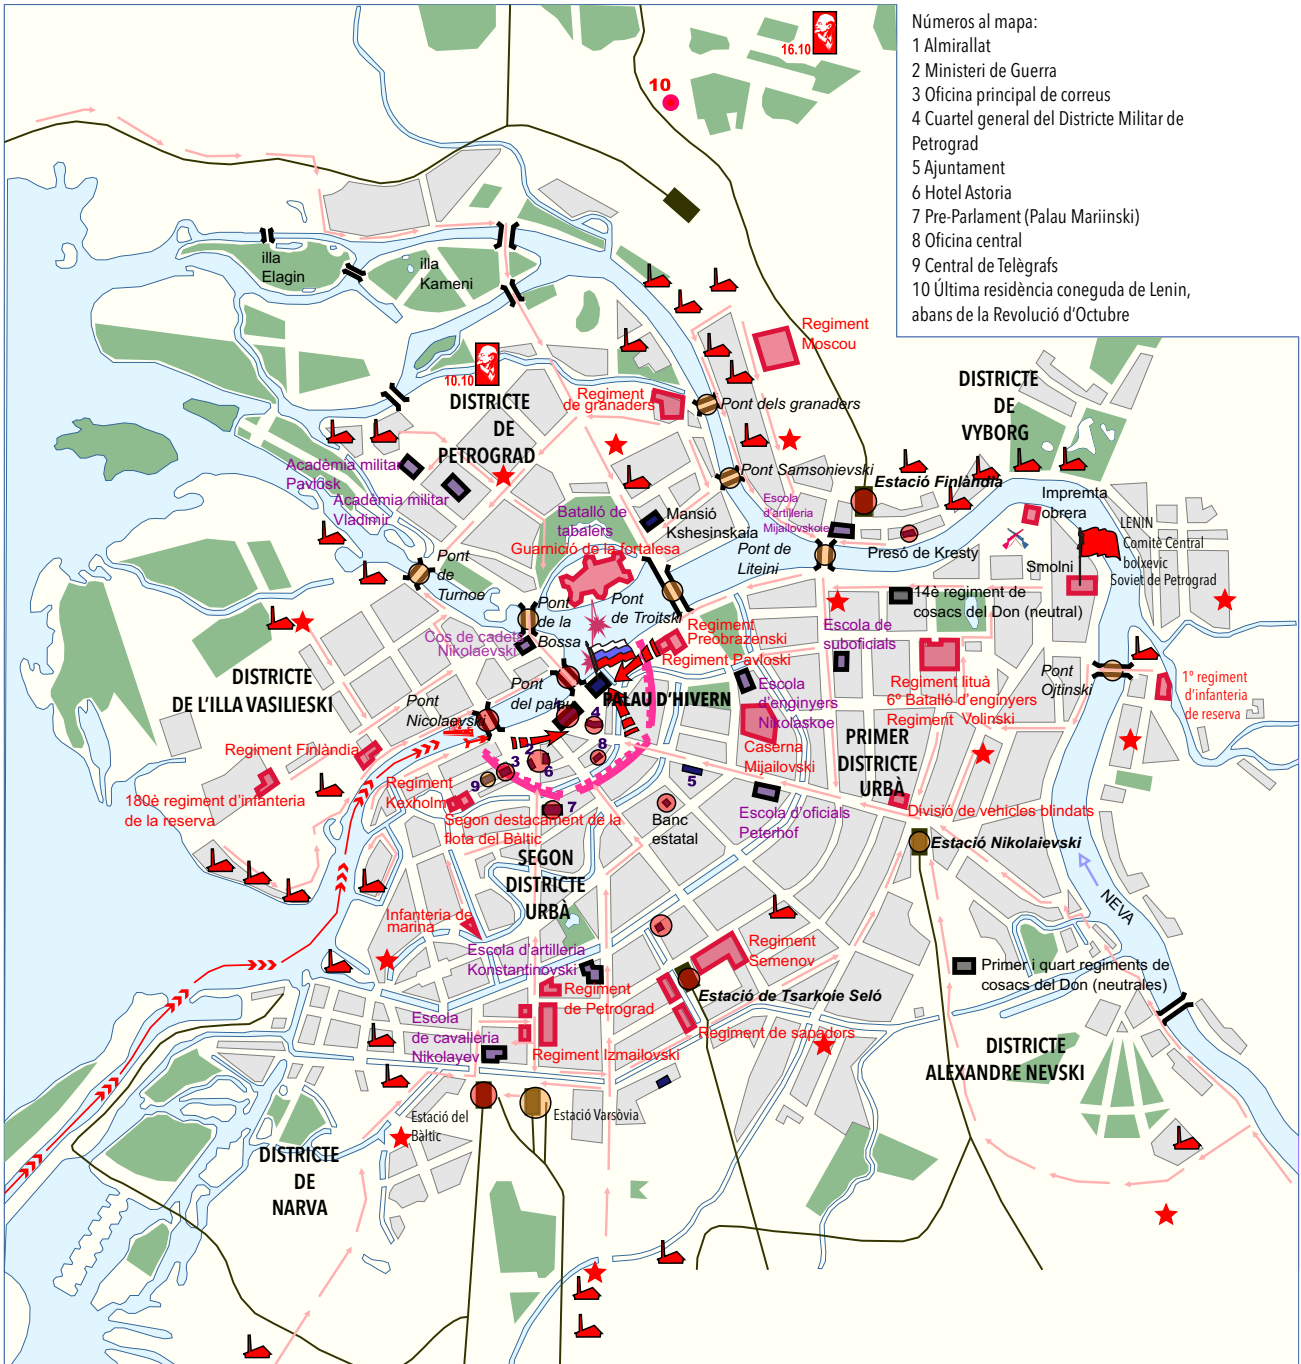 Números al mapa:
1 Almirallat
2 Ministeri de Guerra
3 Oficina principal de correus
4 Cuartel general del Districte Militar de
Petrograd
5 Ajuntament
6 Hotel Astoria
7 Pre-Parlament (Palau Mariinski)
8 Oficina central
9 Central de Telègrafs
10 Última residència coneguda de Lenin,
abans de la Revolució d'Octubre
16.10
10
illa
Elagin
illa
Kameni
Regiment
Moscou
10.10
DISTRICTE
DE
PETROGRAD
Regiment
de granaders
Pont dels granaders
DISTRICTE
DE
VYBORG
Acadèmia militar
Pavlosk
Acadèmia militar
Vladimir
Pont Samsonievski
Estació Finlàndia
Escola
d'artilleria
Mijailovskoie
Batalló de
tabalers
Mansió
Kshesinskaia
Impremta
obrera
LENIN
Comitè Central
bolxevic
Soviet de Petrograd
Guarnició de la fortalesa
Pont de
Liteini
Presó de Kresty
Smolni
Pont
de
Turnoe
14è regiment de
cosacs del Don (neutral)
Pont
de la
Bossa
Pont
de Troitski
Cos de cadets
Nikolaevski
Regiment
Preobrazenski
Regiment Pavloski
Escola de
suboficials
DISTRICTE
DE L'ILLA VASILIESKI
Pont
del palau
PALAU D'HIVERN
Escola
d'enginyers
Nikolaskoe
Regiment lituà
6º Batalló d'enginyers
Regiment Volinski
Pont
Ojtinski
1º regiment
d'infanteria
de reserva
Pont
Nicolaevski
4
Regiment Finlàndia
2
3
6
8
Caserna
Mijailovski
PRIMER
DISTRICTE
URBÀ
180è regiment d'infanteria
de la reserva
Regiment
Kexholm
9
5
7
Segon destacament de la
flota del Bàltic
Banc
estatal
Escola d'oficials
Peterhof
Divisió de vehicles blindats
Estació Nikolaievski
SEGON
DISTRICTE
URBÀ
NEVA
Infanteria de
marina
Escola d'artilleria
Konstantinovski
Regiment
Semenov
Primer i quart regiments de
cosacs del Don (neutrales)
Regiment
de Petrograd
Estació de Tsarkoie Seló
Escola
de cavalleria
Nikolayev
Regiment de sapadors
Regiment Izmailovski
DISTRICTE
ALEXANDRE NEVSKI
Estació del
Bàltic
Estació Varsòvia
DISTRICTE
DE
NARVA